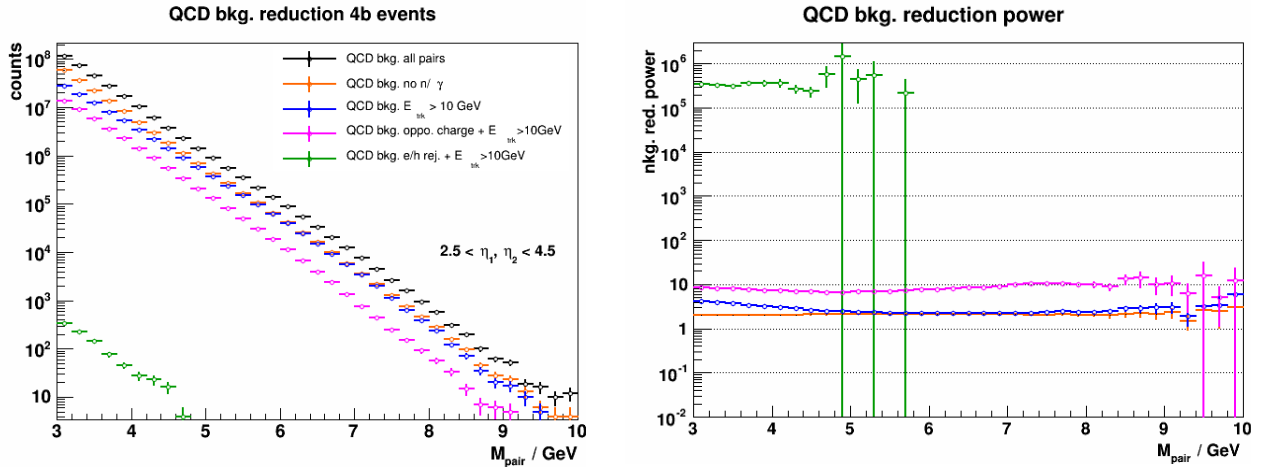 QCD bkg. reduction 4b events
counts
10^8
10^7
10^6
10^5
10^4
10^3
10^2
10
QCD bkg. all pairs
QCD bkg. no n/ γ
QCD bkg. E_trk > 10 GeV
QCD bkg. oppo. charge + E_trk >10GeV
QCD bkg. e/h rej. + E_trk >10GeV
2.5 < η_1, η_2 < 4.5
3 4 5 6 7 8 9 10
M_pair / GeV
QCD bkg. reduction power
nkg. red. power
10^6
10^5
10^4
10^3
10^2
10
1
10^-1
10^-2
3 4 5 6 7 8 9 10
M_pair / GeV